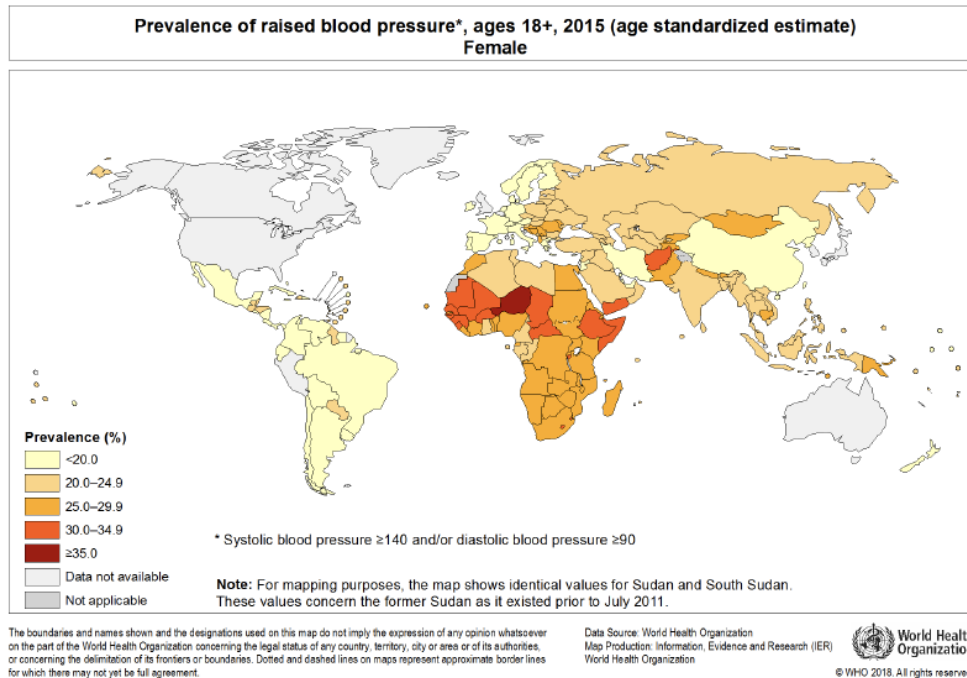 Prevalence of raised blood pressure*, ages 18+, 2015 (age standardized estimate)
Female
Prevalence (%)
<20.0
20.0–24.9
25.0–29.9
30.0–34.9
≥35.0
Data not available
Not applicable
* Systolic blood pressure ≥140 and/or diastolic blood pressure ≥90
Note: For mapping purposes, the map shows identical values for Sudan and South Sudan.
These values concern the former Sudan as it existed prior to July 2011.
The boundaries and names shown and the designations used on this map do not imply the expression of any opinion whatsoever
on the part of the World Health Organization concerning the legal status of any country, territory, city or area or of its authorities,
or concerning the delimitation of its frontiers or boundaries. Dotted and dashed lines on maps represent approximate border lines
for which there may not yet be full agreement.
Data Source: World Health Organization
Map Production: Information, Evidence and Research (IER)
World Health Organization
World Healt
Organizatio
© WHO 2018. All rights reserve